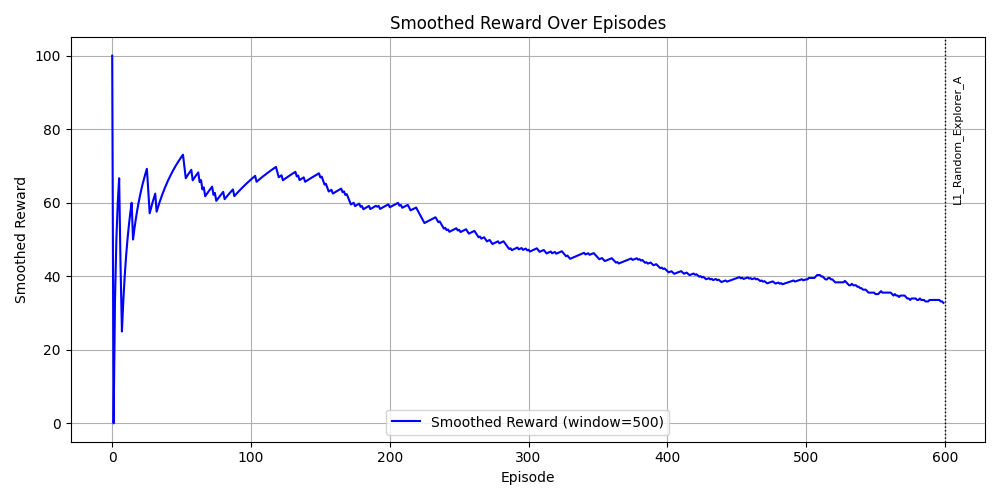 Smoothed Reward Over Episodes
100
80
60
40
20
0
Smoothed Reward
L1_Random_Explorer_A
Smoothed Reward (window=500)
0 100 200 300 400 500 600
Episode